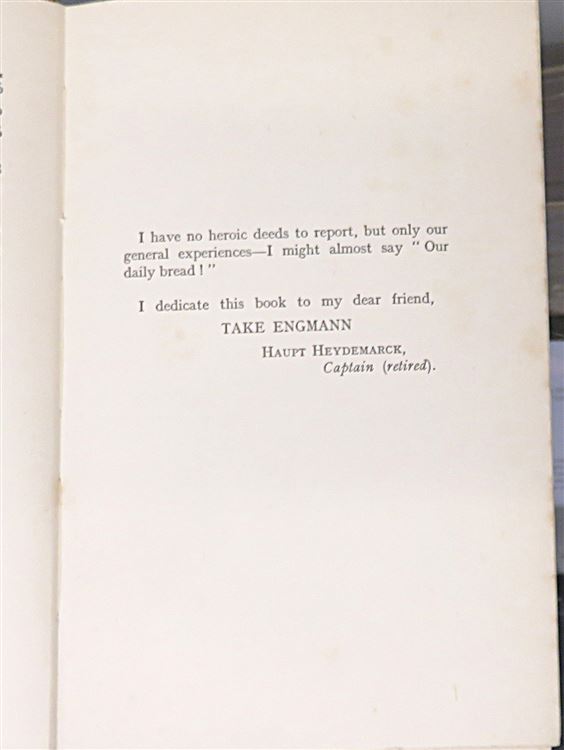 I have no heroic deeds to report, but only our
general experiences—I might almost say " Our
daily bread ! "
I dedicate this book to my dear friend,
TAKE ENGMANN
HAUPT HEYDEMARCK,
Captain (retired).